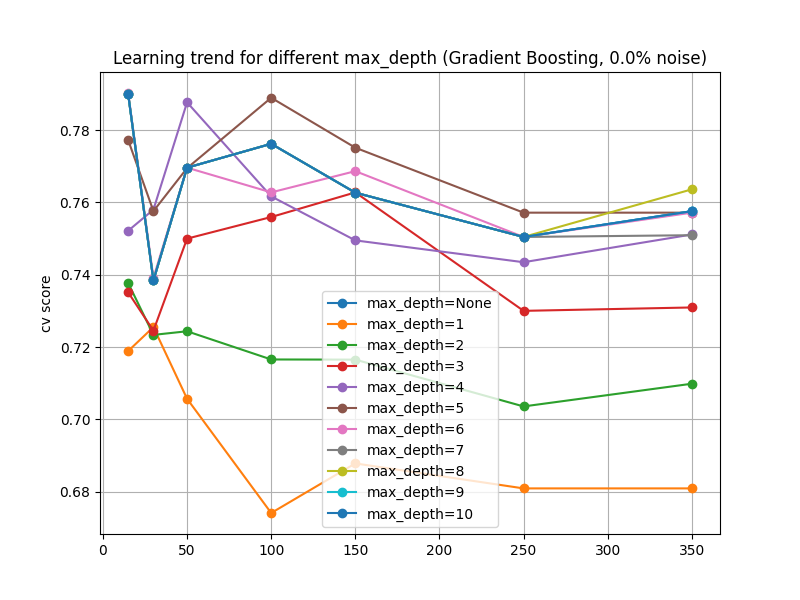 Learning trend for different max_depth (Gradient Boosting, 0.0% noise)
cv score
0.78
0.76
0.74
0.72
0.70
0.68
max_depth=None
max_depth=1
max_depth=2
max_depth=3
max_depth=4
max_depth=5
max_depth=6
max_depth=7
max_depth=8
max_depth=9
max_depth=10
0 50 100 150 200 250 300 350